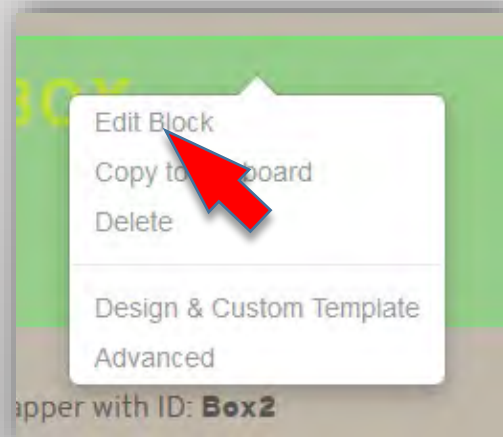 BOX
Edit Block
Copy to board
Delete
Design & Custom Template
Advanced
apper with ID: Box2